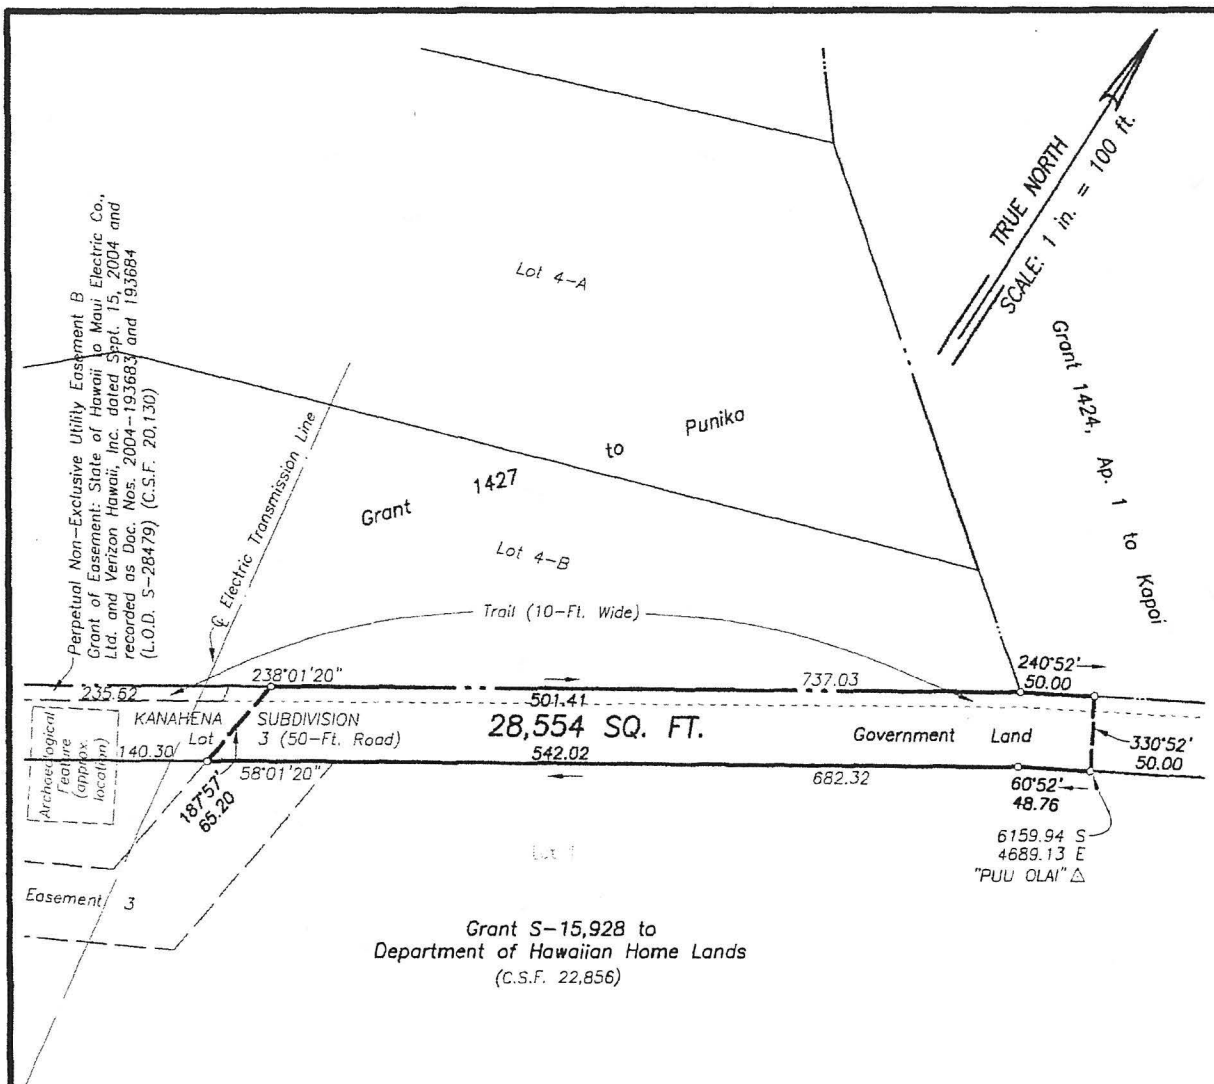 TRUE NORTH
SCALE: 1 in. = 100 ft.
Perpetual Non-Exclusive Utility Easement B
Grant of Easement: State of Hawaii to Maui Electric Co.,
Ltd. and Verizon Hawaii, Inc. dated Sept. 15, 2004 and
recorded as Doc. Nos. 2004-193683 and 193684
(L.O.D. S-28479) (C.S.F. 20,130)
Lot 4-A
Grant 1424, Ap. 1 to Kapai
℄ Electric Transmission Line
Grant 1427 to Punika
Lot 4-B
Trail (10-Ft. Wide)
235.62
238°01'20"
501.41
737.03
240°52'
50.00
Archaeological
Feature
(approx.
location)
KANAHENA SUBDIVISION
Lot 3 (50-Ft. Road)
28,554 SQ. FT.
Government Land
330°52'
50.00
140.30
187°57'
65.20
58°01'20"
542.02
682.32
60°52'
48.76
6159.94 S
4689.13 E
"PUU OLAI" △
Lot 1
Easement 3
Grant S-15,928 to
Department of Hawaiian Home Lands
(C.S.F. 22,856)